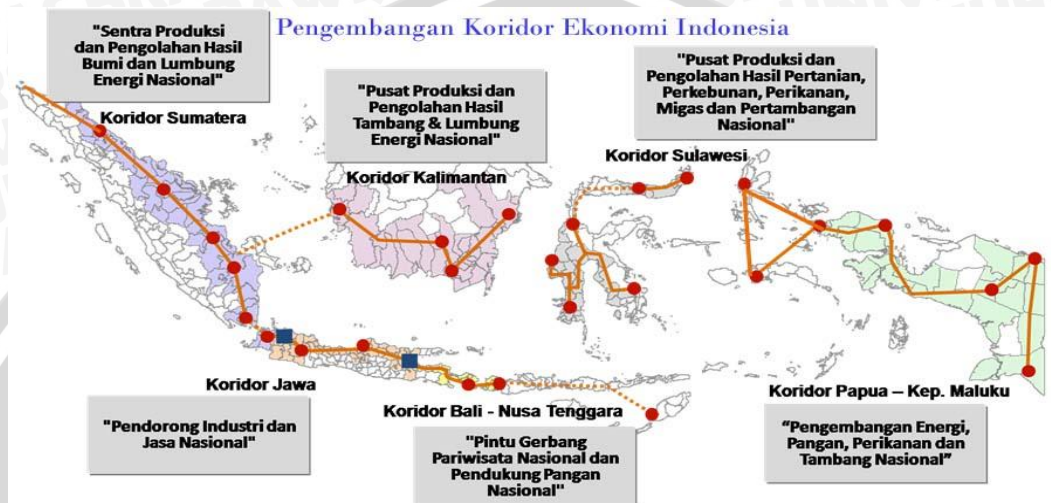 Pengembangan Koridor Ekonomi Indonesia
"Sentra Produksi
dan Pengolahan Hasil
Bumi dan Lumbung
Energi Nasional"
Koridor Sumatera
"Pusat Produksi dan
Pengolahan Hasil
Tambang & Lumbung
Energi Nasional"
Koridor Kalimantan
"Pusat Produksi dan
Pengolahan Hasil Pertanian,
Perkebunan, Perikanan,
Migas dan Pertambangan
Nasional"
Koridor Sulawesi
Koridor Jawa
"Pendorong Industri dan
Jasa Nasional"
Koridor Bali - Nusa Tenggara
"Pintu Gerbang
Pariwisata Nasional dan
Pendukung Pangan
Nasional"
Koridor Papua – Kep. Maluku
“Pengembangan Energi,
Pangan, Perikanan dan
Tambang Nasional”